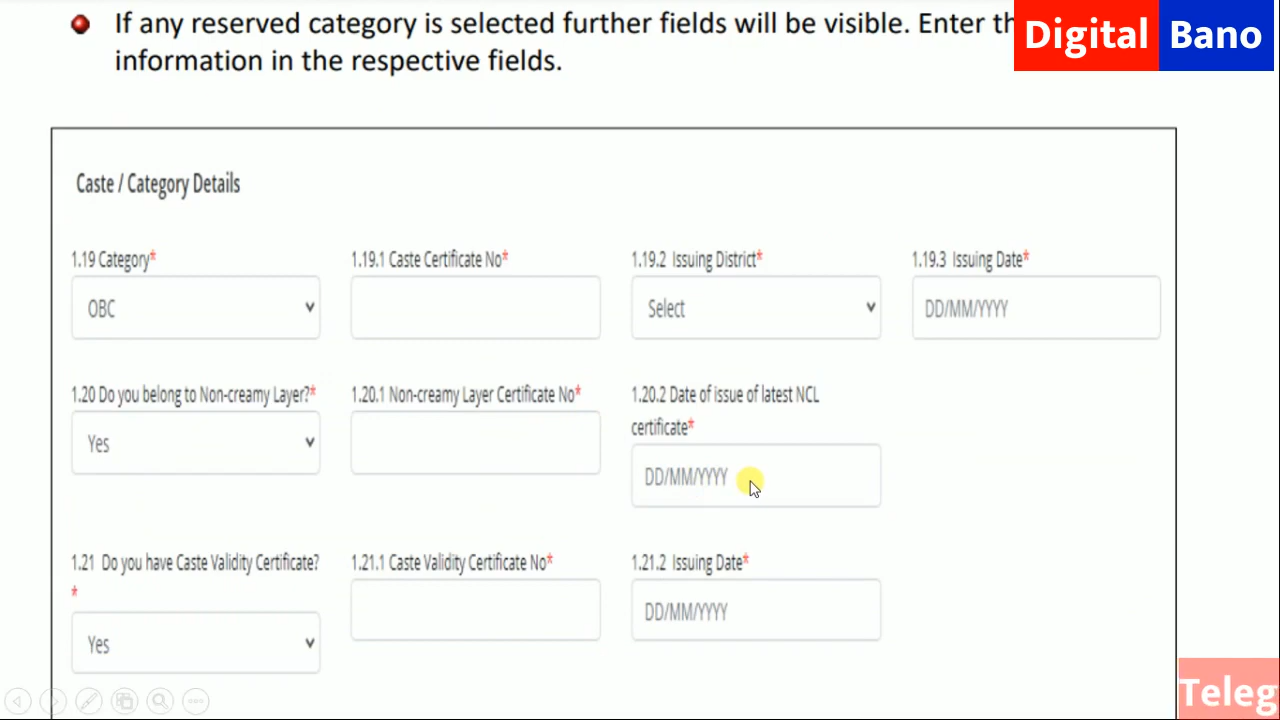 If any reserved category is selected further fields will be visible. Enter
information in the respective fields.
Digital Bano
Caste / Category Details
1.19 Category*
1.19.1 Caste Certificate No*
1.19.2 Issuing District*
1.19.3 Issuing Date*
OBC
Select
DD/MM/YYYY
1.20 Do you belong to Non-creamy Layer?*
1.20.1 Non-creamy Layer Certificate No*
1.20.2 Date of issue of latest NCL
certificate*
Yes
DD/MM/YYYY
1.21 Do you have Caste Validity Certificate?
*
1.21.1 Caste Validity Certificate No*
1.21.2 Issuing Date*
Yes
DD/MM/YYYY
Teleg